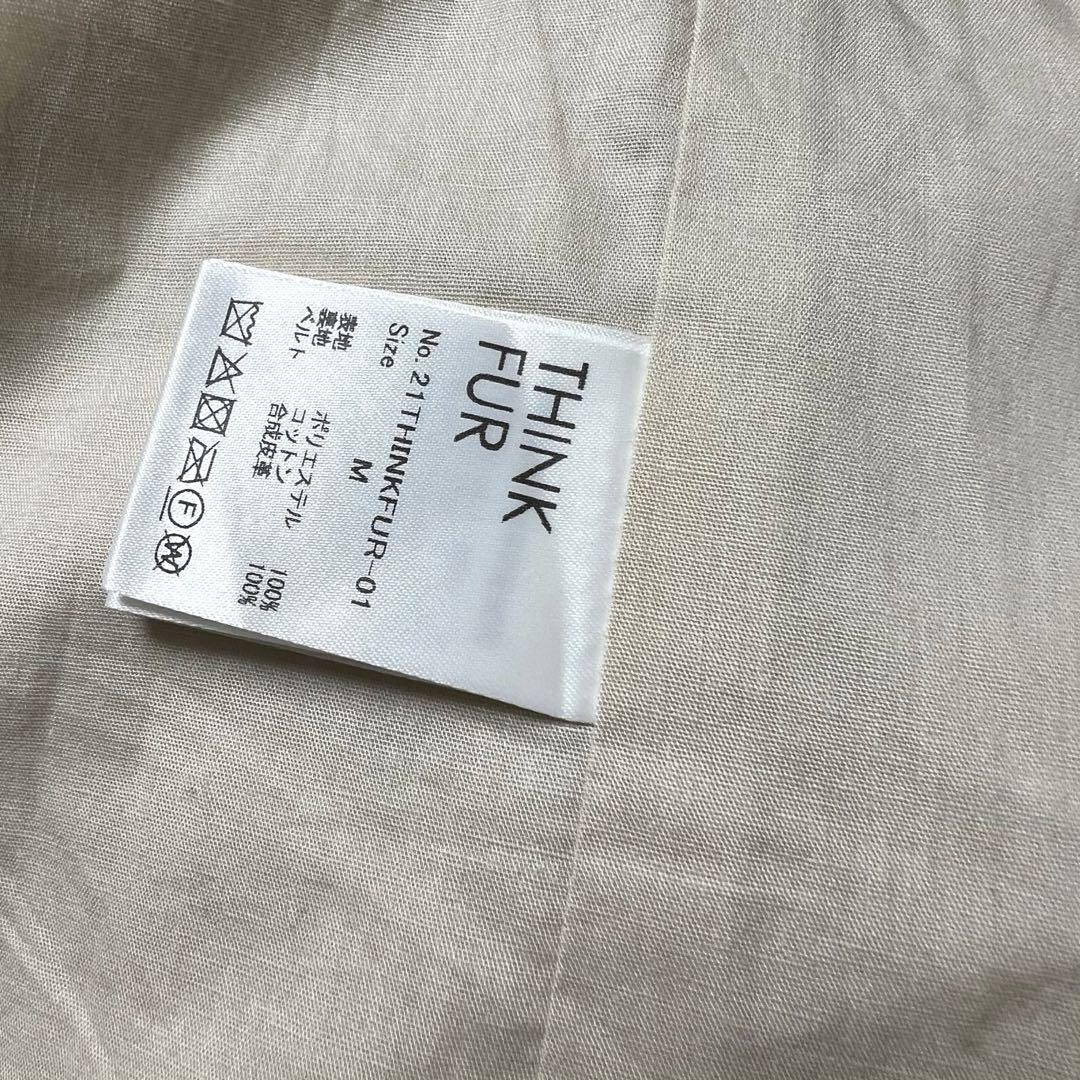 THINK
FUR
No. 21THINKFUR-01
Size M
表地 ポリエステル 100%
裏地 コットン 100%
ベルト 合成皮革
F
W